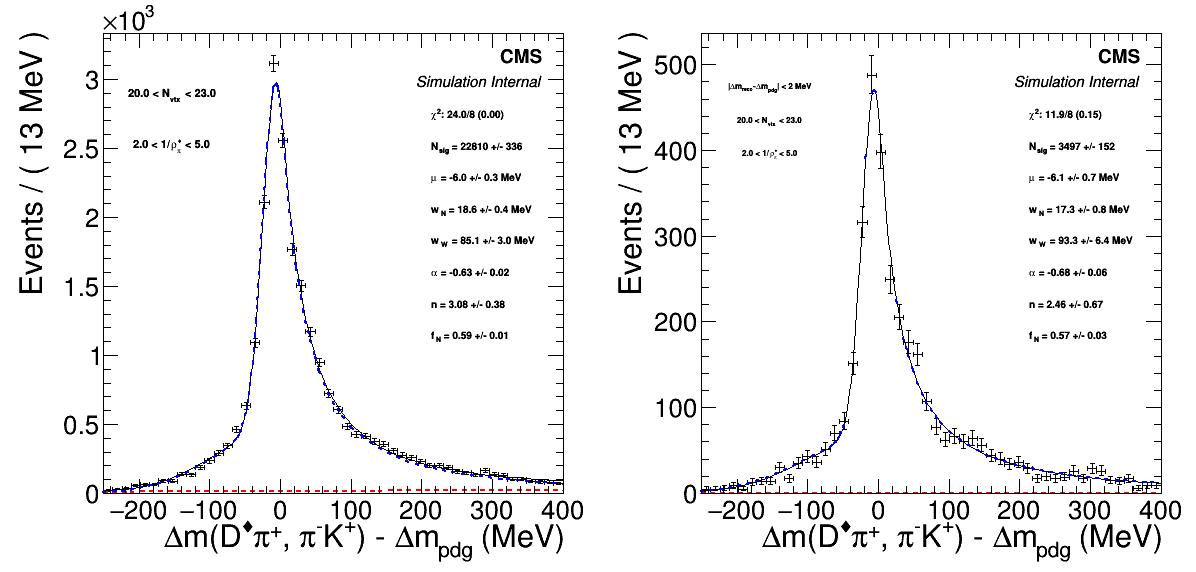 ×10³
CMS
Simulation Internal
20.0 < N_vtx < 23.0
2.0 < 1/ρ_π^♦ < 5.0
χ²: 24.0/8 (0.00)
N_sig = 22810 +/- 336
μ = -6.0 +/- 0.3 MeV
w_N = 18.6 +/- 0.4 MeV
w_W = 85.1 +/- 3.0 MeV
α = -0.63 +/- 0.02
n = 3.08 +/- 0.38
f_N = 0.59 +/- 0.01
Events / ( 13 MeV )
3
2.5
2
1.5
1
0.5
0
−200 −100 0 100 200 300 400
Δm(D♦π⁺, π⁻K⁺) - Δm_pdg (MeV)
CMS
Simulation Internal
|Δm_reco-Δm_pdg| < 2 MeV
20.0 < N_vtx < 23.0
χ²: 11.9/8 (0.15)
N_sig = 3497 +/- 152
μ = -6.1 +/- 0.7 MeV
w_N = 17.3 +/- 0.8 MeV
w_W = 93.3 +/- 6.4 MeV
α = -0.68 +/- 0.06
n = 2.46 +/- 0.67
f_N = 0.57 +/- 0.03
Events / ( 13 MeV )
500
400
300
200
100
0
−200 −100 0 100 200 300 400
Δm(D♦π⁺, π⁻K⁺) - Δm_pdg (MeV)